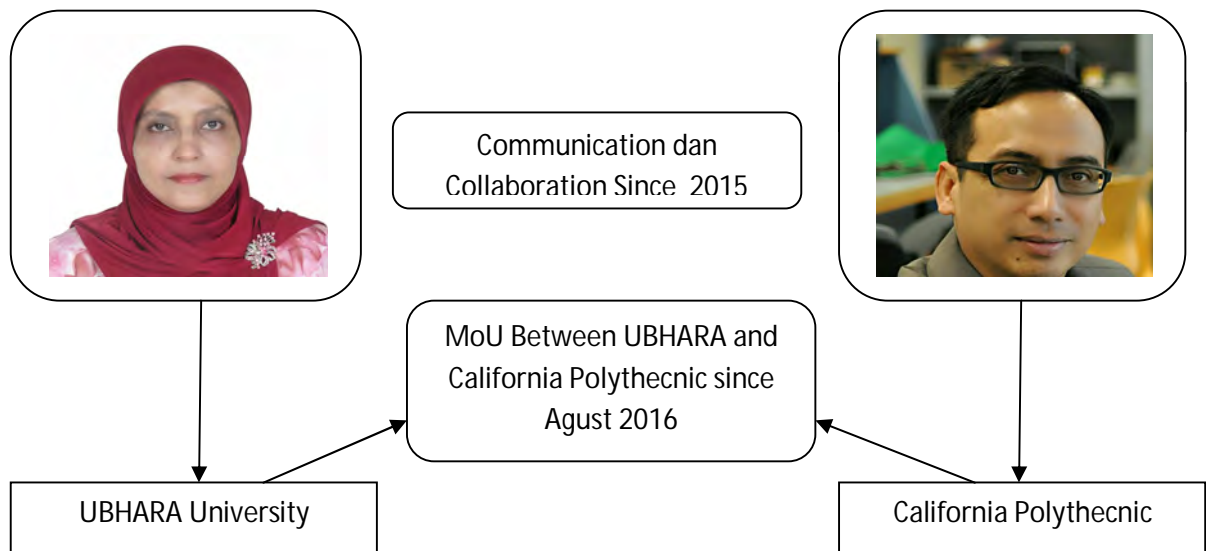 Communication dan
Collaboration Since 2015
MoU Between UBHARA and
California Polythecnic since
Agust 2016
UBHARA University
California Polythecnic